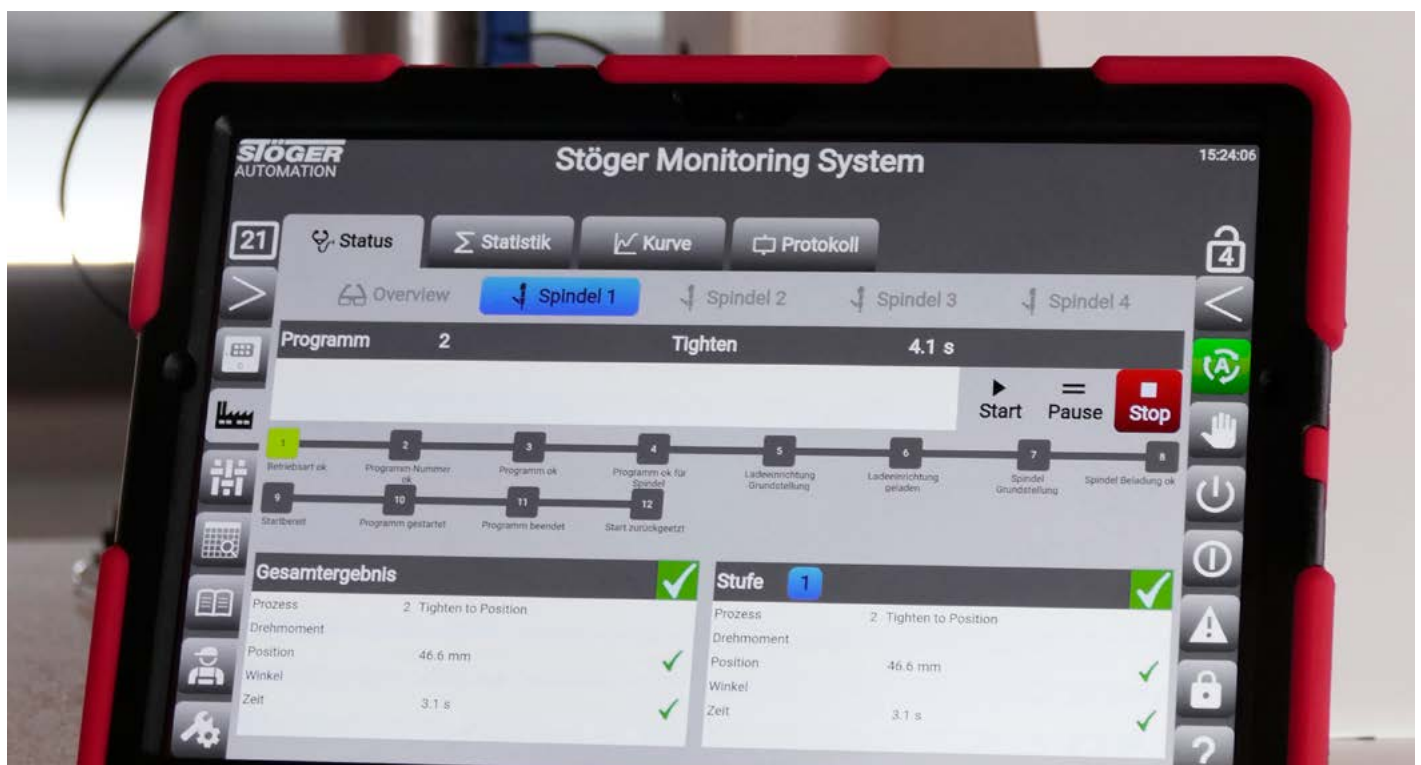 STÖGER
AUTOMATION
Stöger Monitoring System
15:24:06
21
Status
Statistik
Kurve
Protokoll
4
Overview
Spindel 1
Spindel 2
Spindel 3
Spindel 4
Programm 2 Tighten 4.1 s
A
Start Pause Stop
1 2 3 4 5 6 7 8
Betriebsart ok
Programm-Nummer
ok
Programm ok
Programm ok für
Spindel
Ladeeinrichtung
Grundstellung
Ladeeinrichtung
geladen
Spindel
Grundstellung
Spindel Beladung ok
9 10 11 12
Startbereit
Programm gestartet
Programm beendet
Start zurückgeetzt
Gesamtergebnis
Prozess 2 Tighten to Position
Drehmoment
Position 46.6 mm
Winkel
Zeit 3.1 s
Stufe 1
Prozess 2 Tighten to Position
Drehmoment
Position 46.6 mm
Winkel
Zeit 3.1 s
?